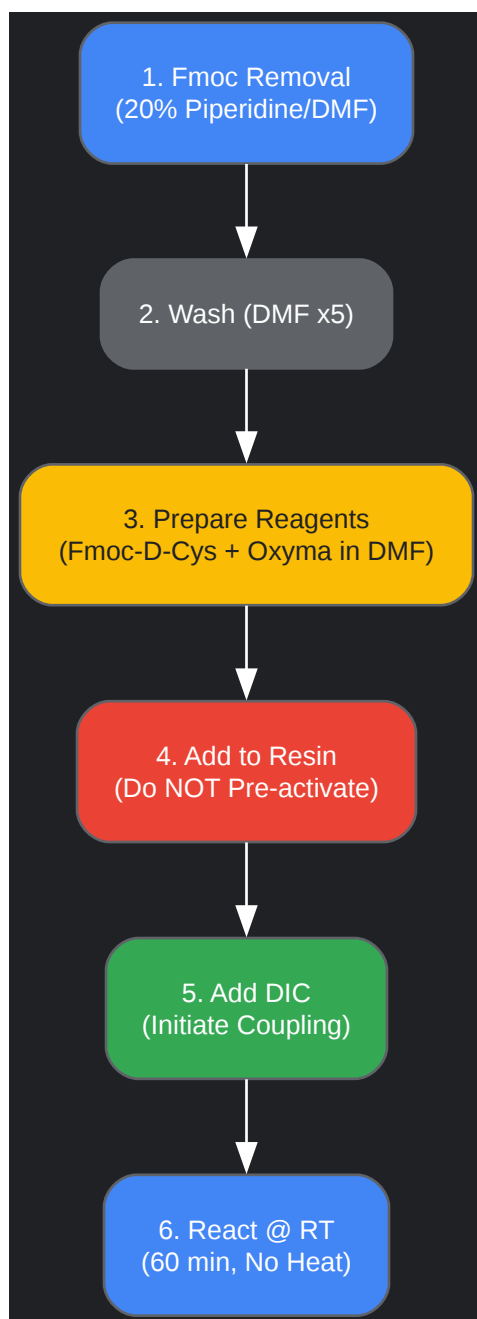 1. Fmoc Removal
(20% Piperidine/DMF)
2. Wash (DMF x5)
3. Prepare Reagents
(Fmoc-D-Cys + Oxyma in DMF)
4. Add to Resin
(Do NOT Pre-activate)
5. Add DIC
(Initiate Coupling)
6. React @ RT
(60 min, No Heat)